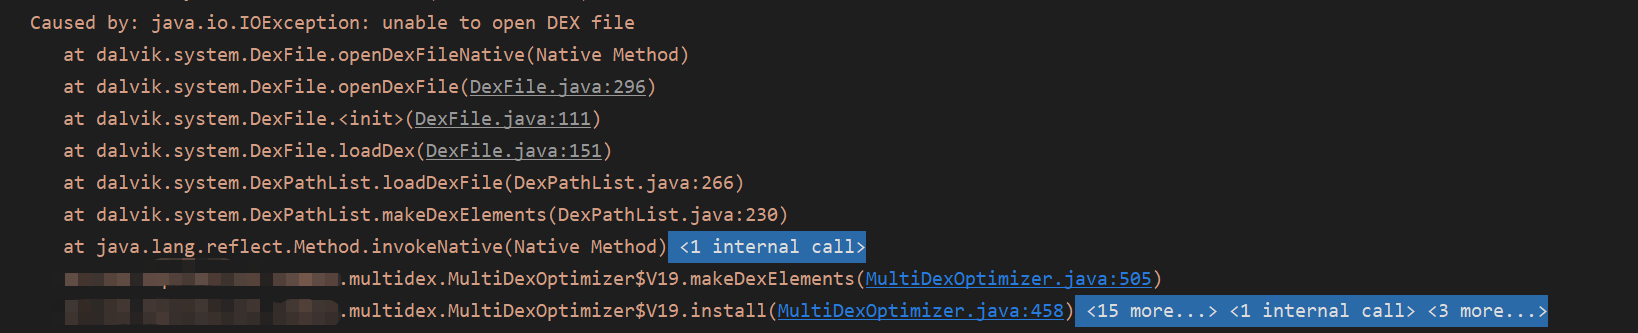 Caused by: java.io.IOException: unable to open DEX file
at dalvik.system.DexFile.openDexFileNative(Native Method)
at dalvik.system.DexFile.openDexFile(DexFile.java:296)
at dalvik.system.DexFile.<init>(DexFile.java:111)
at dalvik.system.DexFile.loadDex(DexFile.java:151)
at dalvik.system.DexPathList.loadDexFile(DexPathList.java:266)
at dalvik.system.DexPathList.makeDexElements(DexPathList.java:230)
at java.lang.reflect.Method.invokeNative(Native Method) <1 internal call>
.multidex.MultiDexOptimizer$V19.makeDexElements(MultiDexOptimizer.java:505)
.multidex.MultiDexOptimizer$V19.install(MultiDexOptimizer.java:458) <15 more...> <1 internal call> <3 more...>